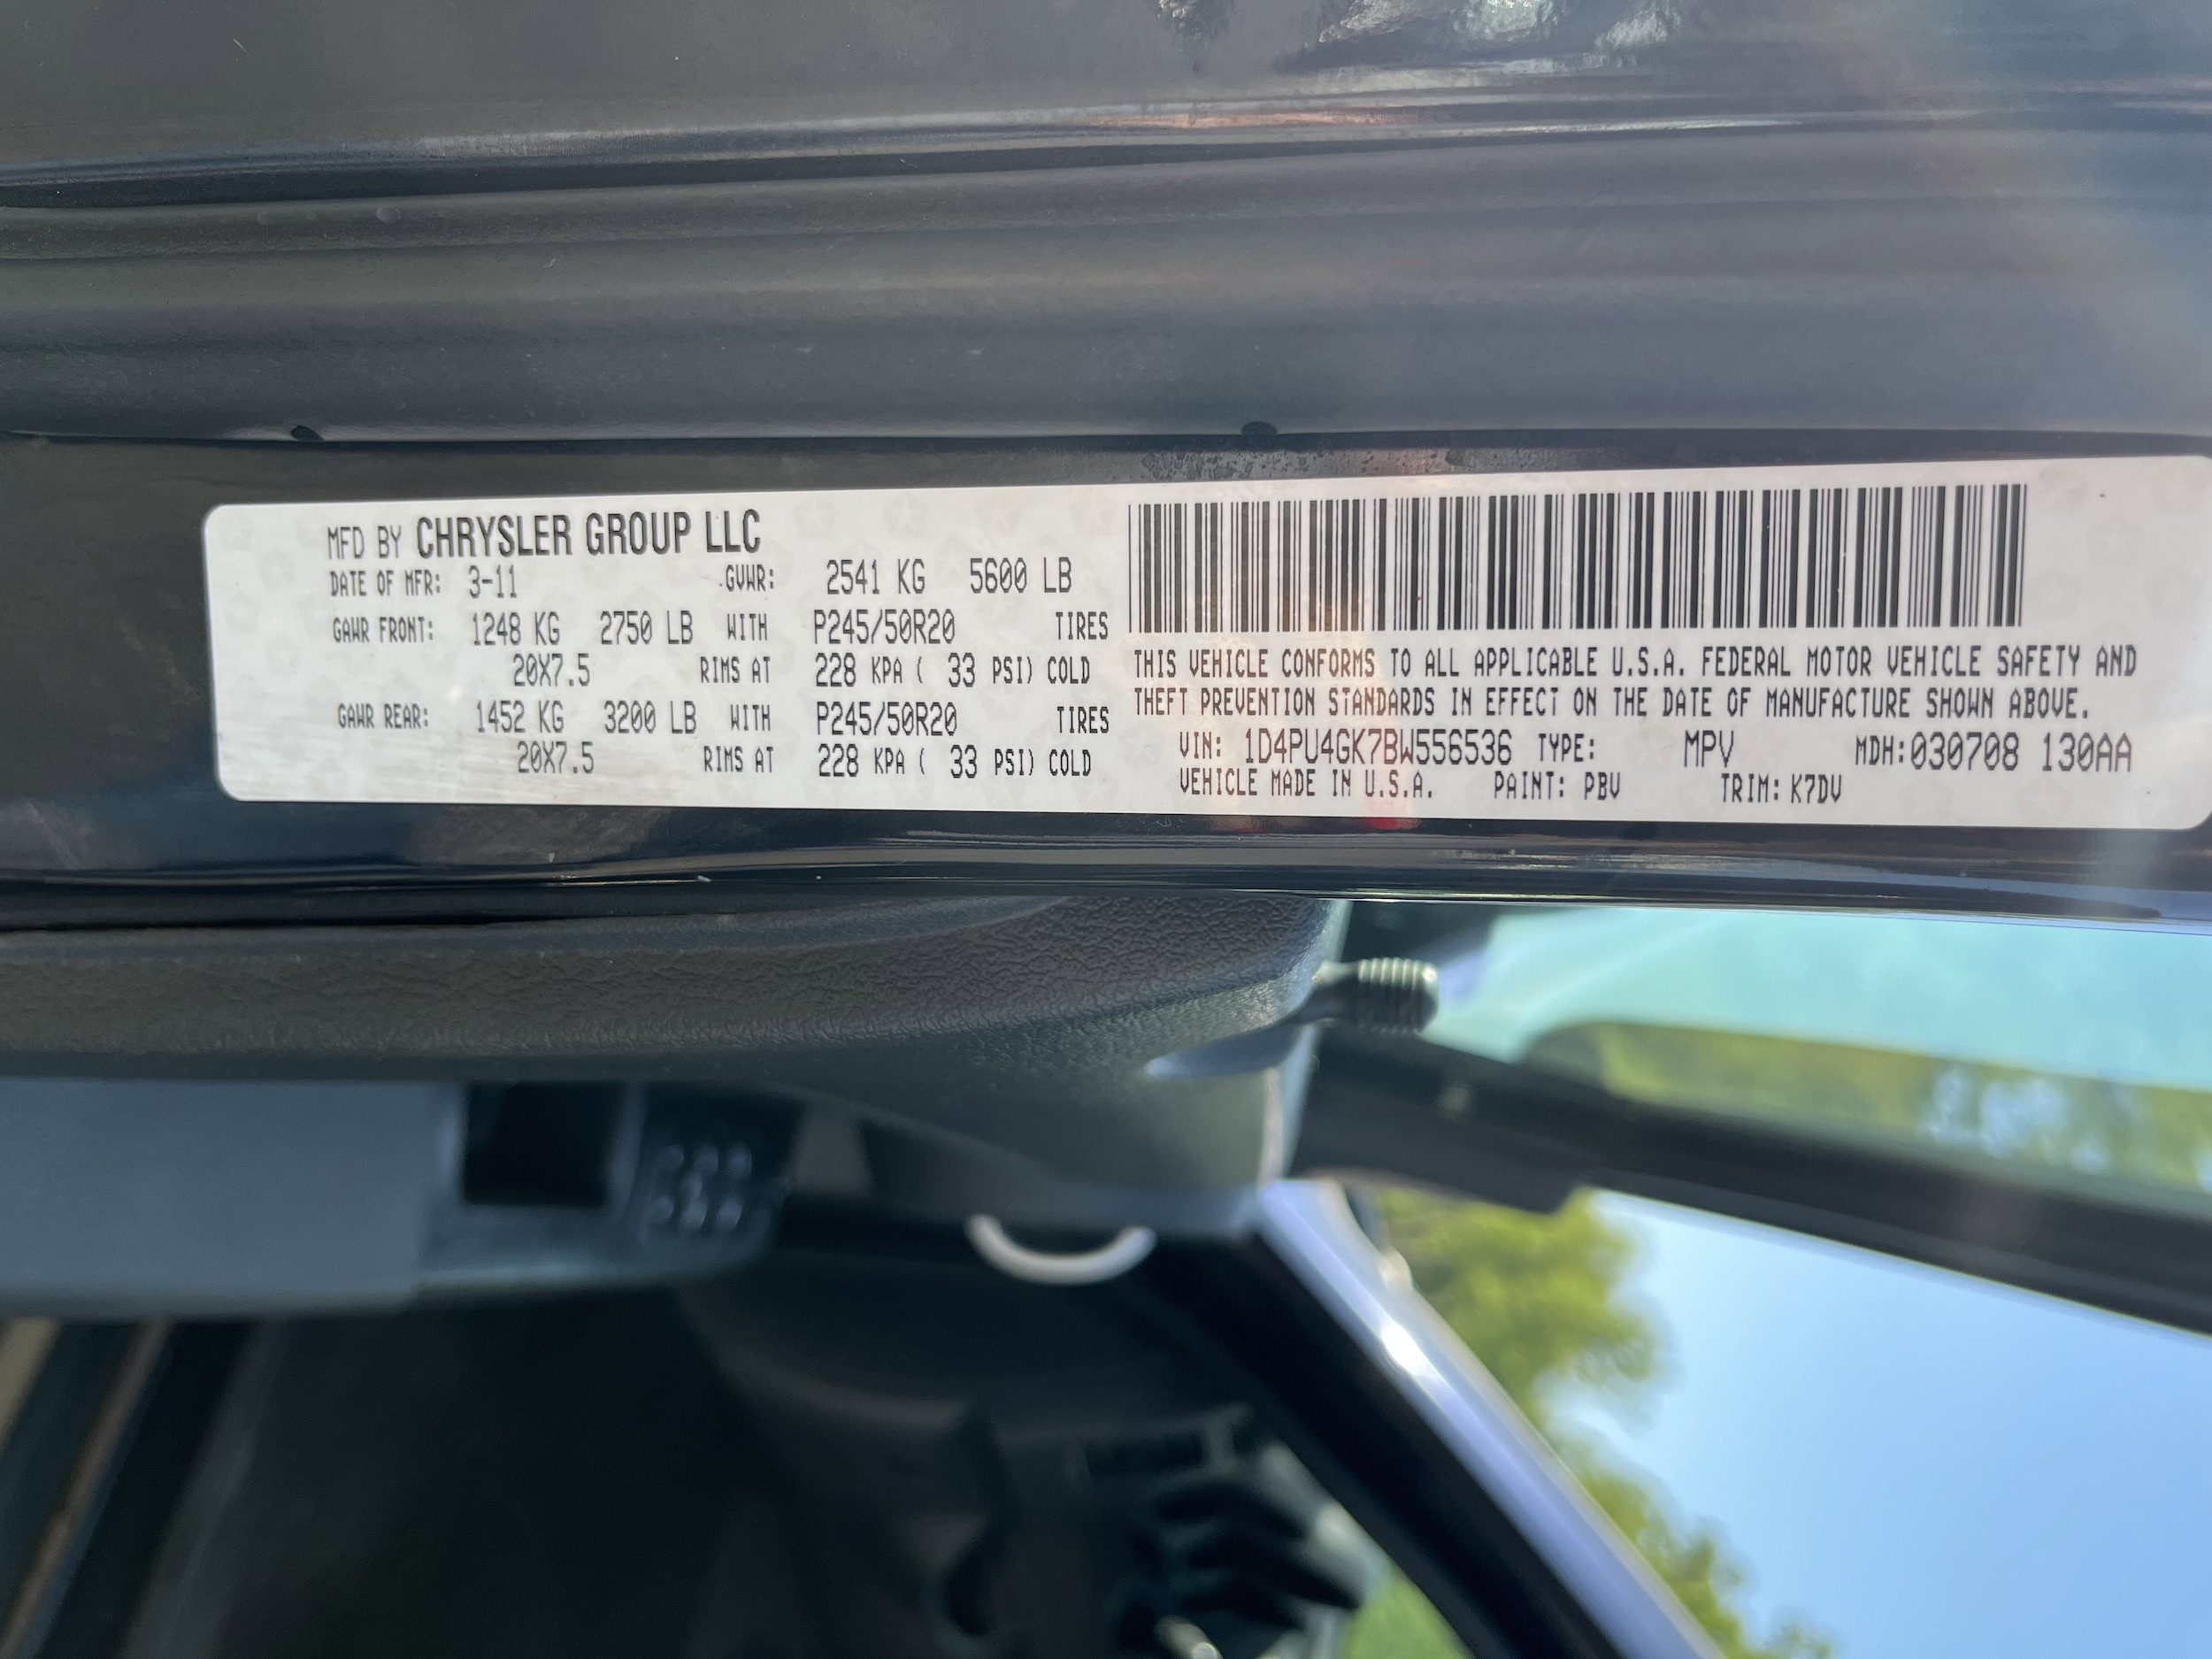 MFD BY CHRYSLER GROUP LLC
DATE OF MFR: 3-11 GVWR: 2541 KG 5600 LB
GAWR FRONT: 1248 KG 2750 LB WITH P245/50R20 TIRES
20X7.5 RIMS AT 228 KPA ( 33 PSI) COLD
GAWR REAR: 1452 KG 3200 LB WITH P245/50R20 TIRES
20X7.5 RIMS AT 228 KPA ( 33 PSI) COLD
THIS VEHICLE CONFORMS TO ALL APPLICABLE U.S.A. FEDERAL MOTOR VEHICLE SAFETY AND
THEFT PREVENTION STANDARDS IN EFFECT ON THE DATE OF MANUFACTURE SHOWN ABOVE.
VIN: 1D4PU4GK7BW556536 TYPE: MPV MDH:030708 130AA
VEHICLE MADE IN U.S.A. PAINT: PBV TRIM: K7DV